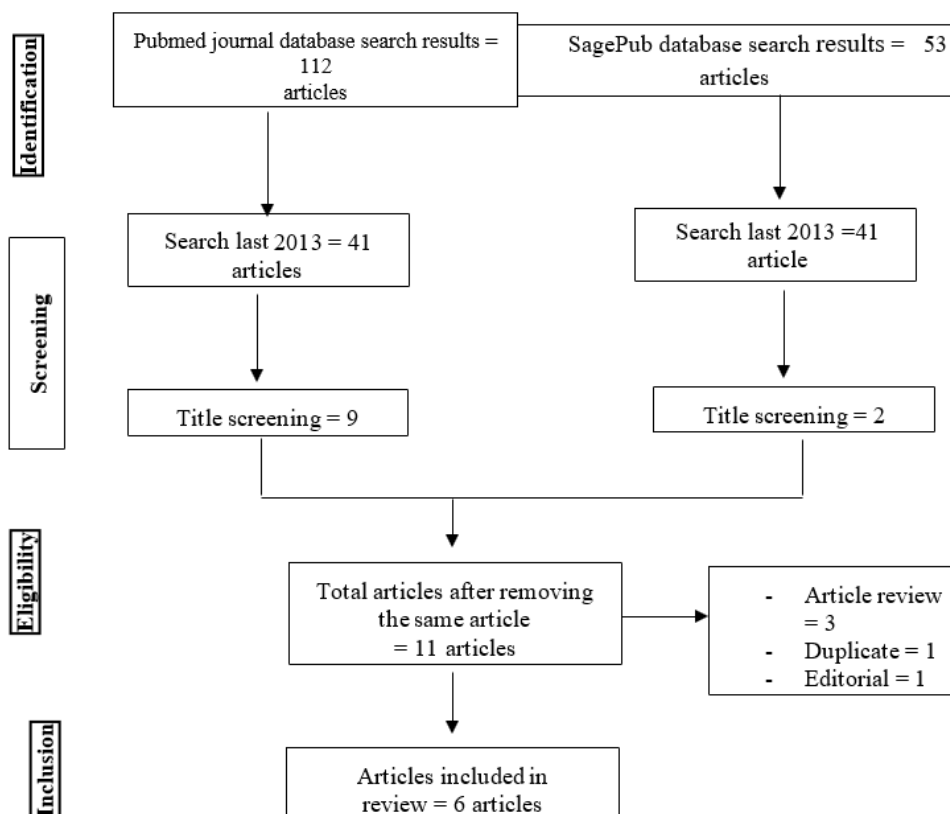 Identification
Pubmed journal database search results =
112
articles
SagePub database search results = 53
articles
Screening
Search last 2013 = 41
articles
Search last 2013 =41
article
Title screening = 9
Title screening = 2
Eligibility
Total articles after removing
the same article
= 11 articles
- Article review
= 3
- Duplicate = 1
- Editorial = 1
Inclusion
Articles included in
review = 6 articles